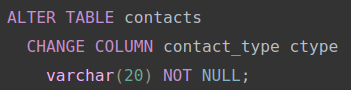 ALTER TABLE contacts
CHANGE COLUMN contact_type ctype
varchar(20) NOT NULL;